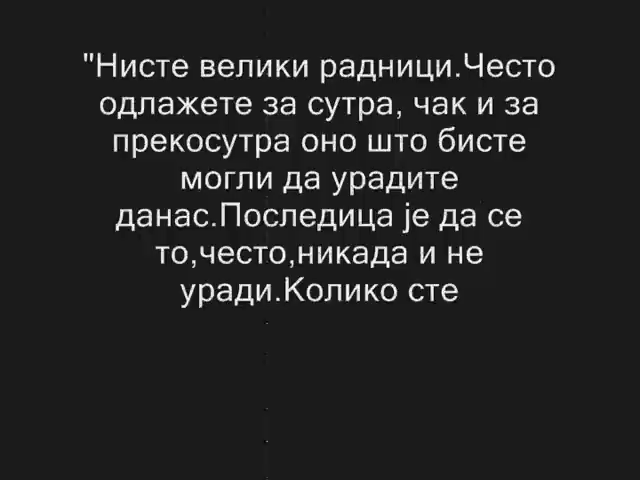 "Нисте велики радници.Често
одлажете за сутра, чак и за
прекосутра оно што бисте
могли да урадите
данас.Последица је да се
то,често,никада и не
уради.Колико сте